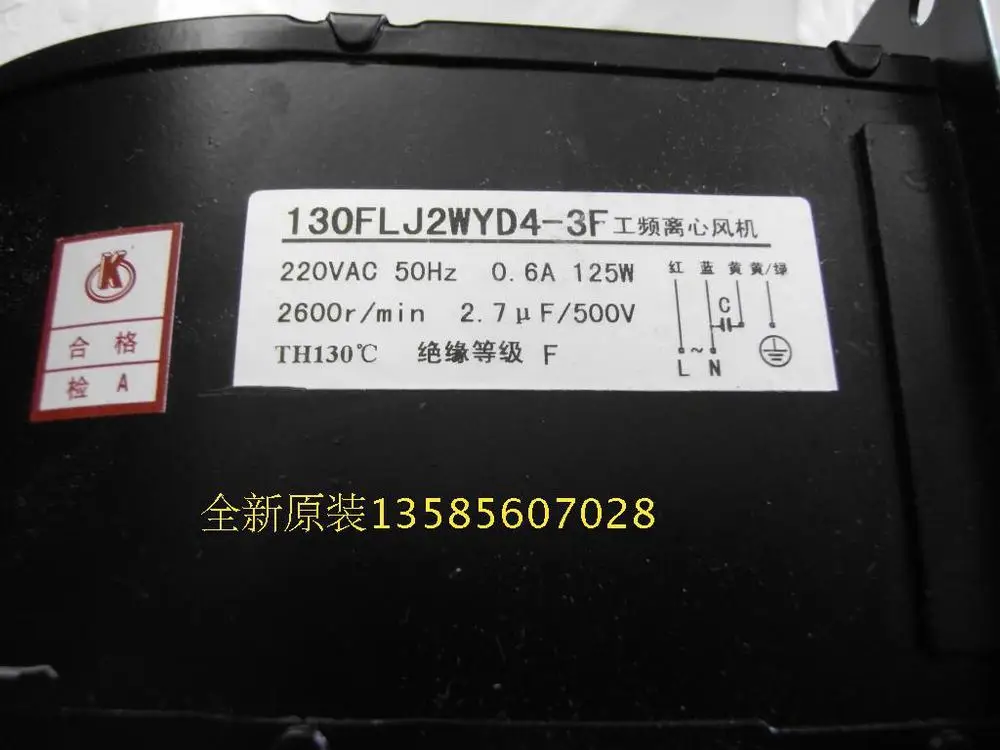 130FLJ2WYD4-3F工频离心风机
220VAC 50Hz 0.6A 125W
2600r/min 2.7μF/500V
TH130℃ 绝缘等级 F
红 蓝 黄 黄/绿
C
L ~ N
K
合格
检 A
全新原装13585607028